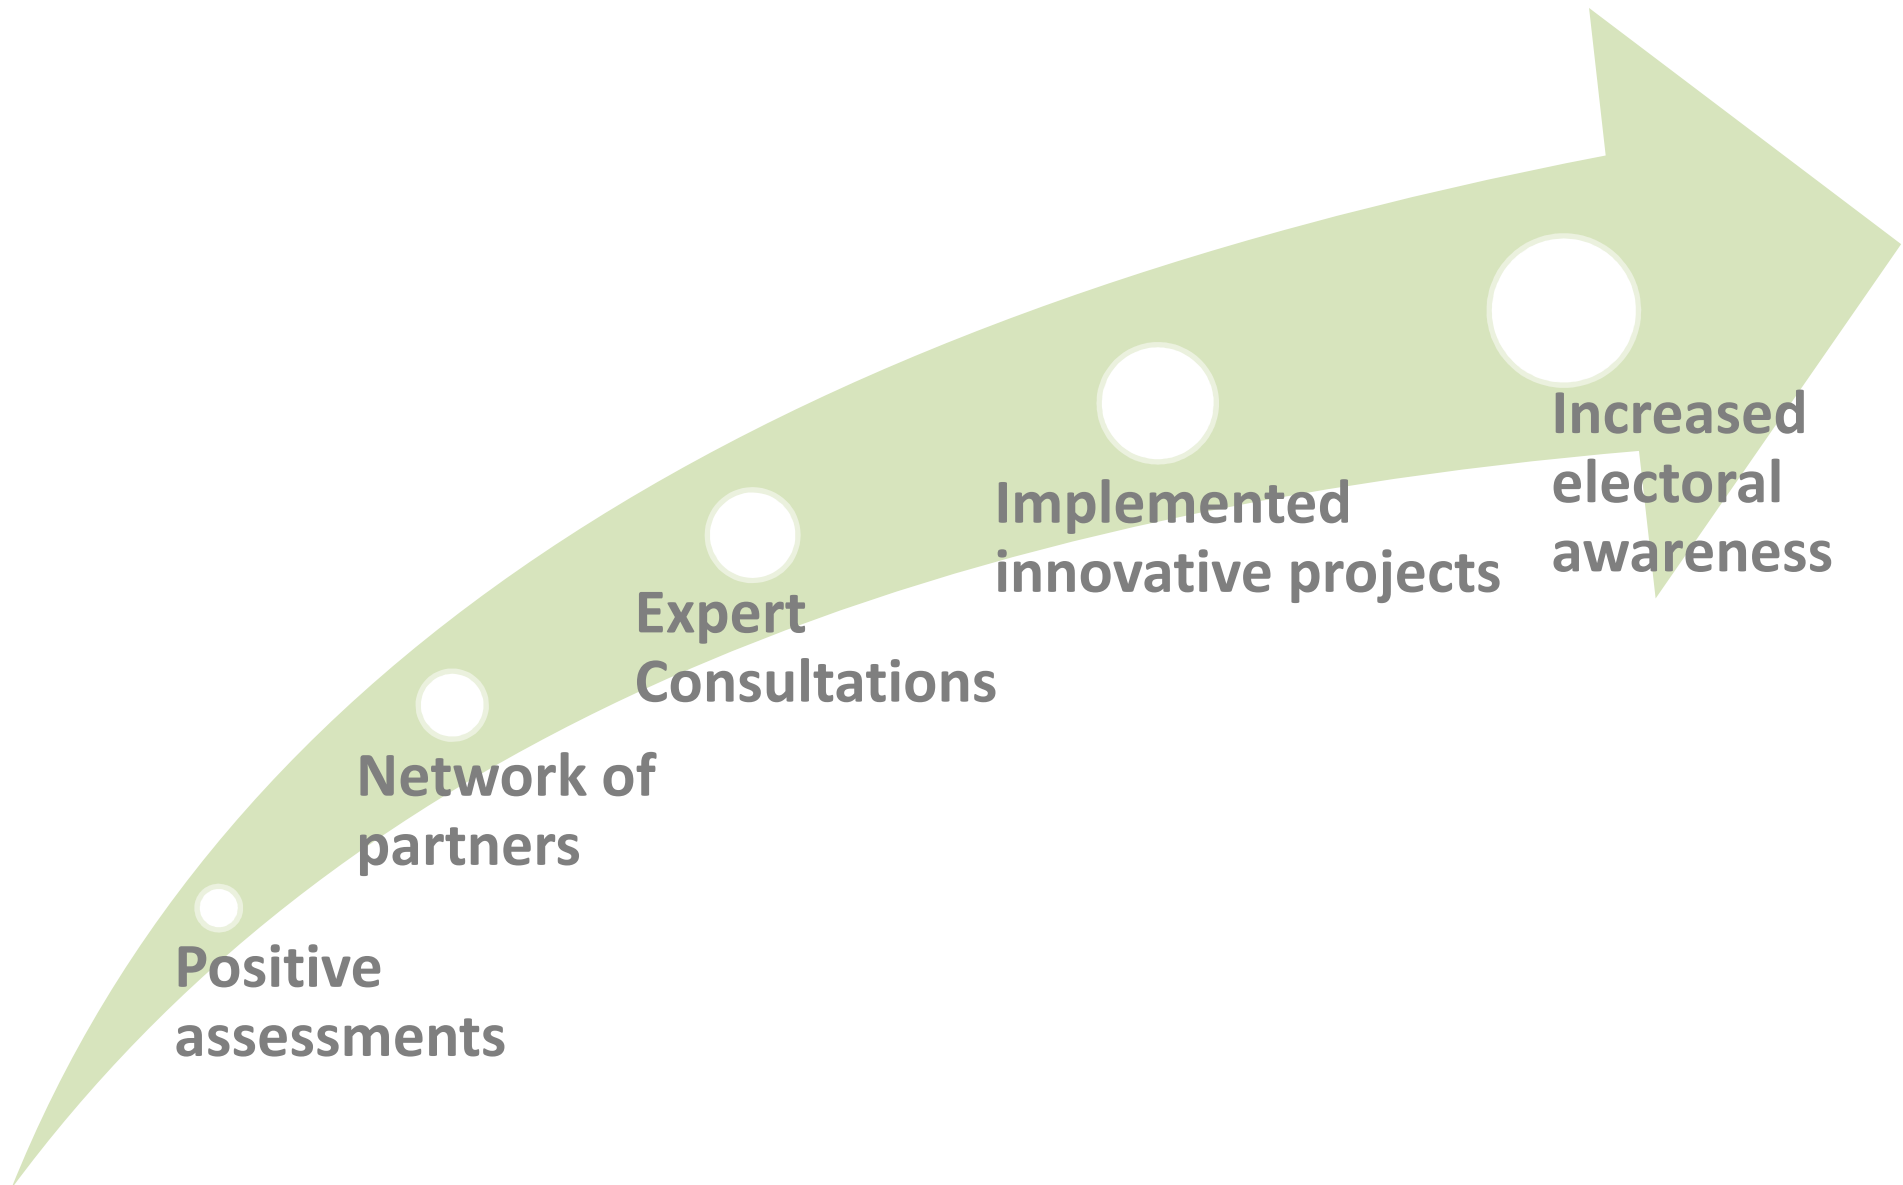 Positive
assessments
Network of
partners
Expert
Consultations
Implemented
innovative projects
Increased
electoral
awareness